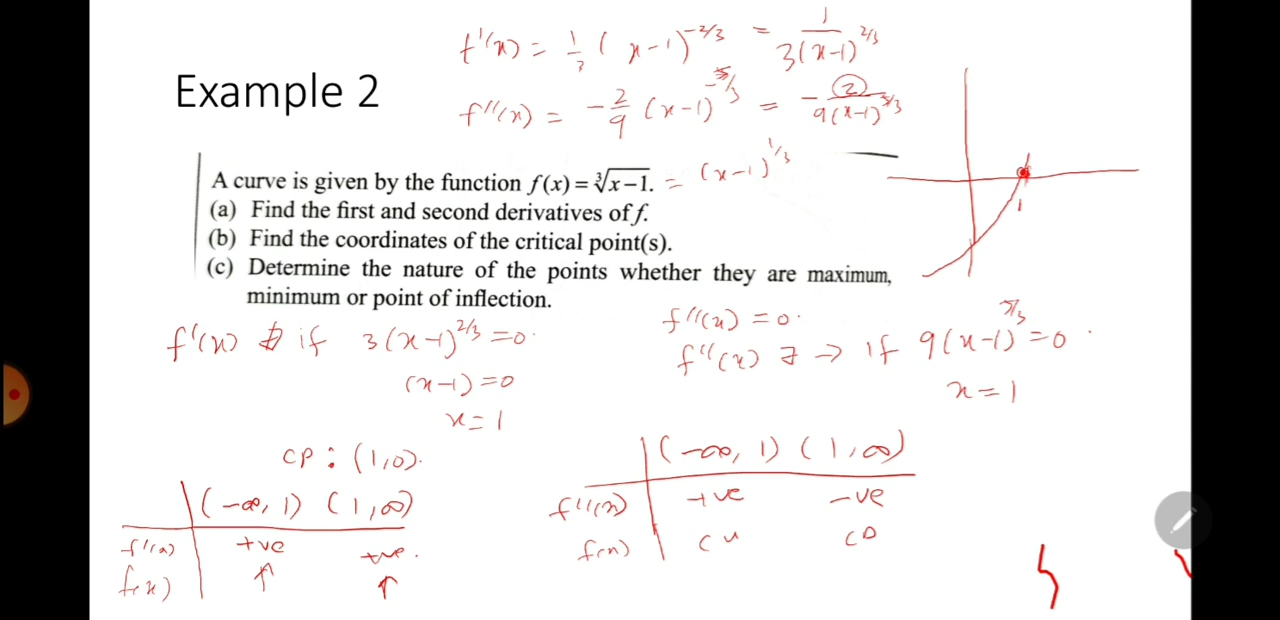 f'(x) = 1/3 (x-1)^-2/3 = 1/3(x-1)^2/3
Example 2
f''(x) = -2/9 (x-1)^-5/3 = -2/9(x-1)^5/3
A curve is given by the function f(x) = ∛x-1. = (x-1)^1/3
(a) Find the first and second derivatives of f.
(b) Find the coordinates of the critical point(s).
(c) Determine the nature of the points whether they are maximum,
minimum or point of inflection.
1
f'(x) ∄ if 3(x-1)^2/3 = 0.
(x-1) = 0
x = 1
f''(x) = 0.
f''(x) ∄ → if 9(x-1)^5/3 = 0.
x = 1
CP : (1,0).
(-∞, 1) (1, ∞)
f'(x) +ve +ve.
f(x) ↑ ↑
(-∞, 1) (1, ∞)
f''(x) +ve -ve
f(x) CU CD